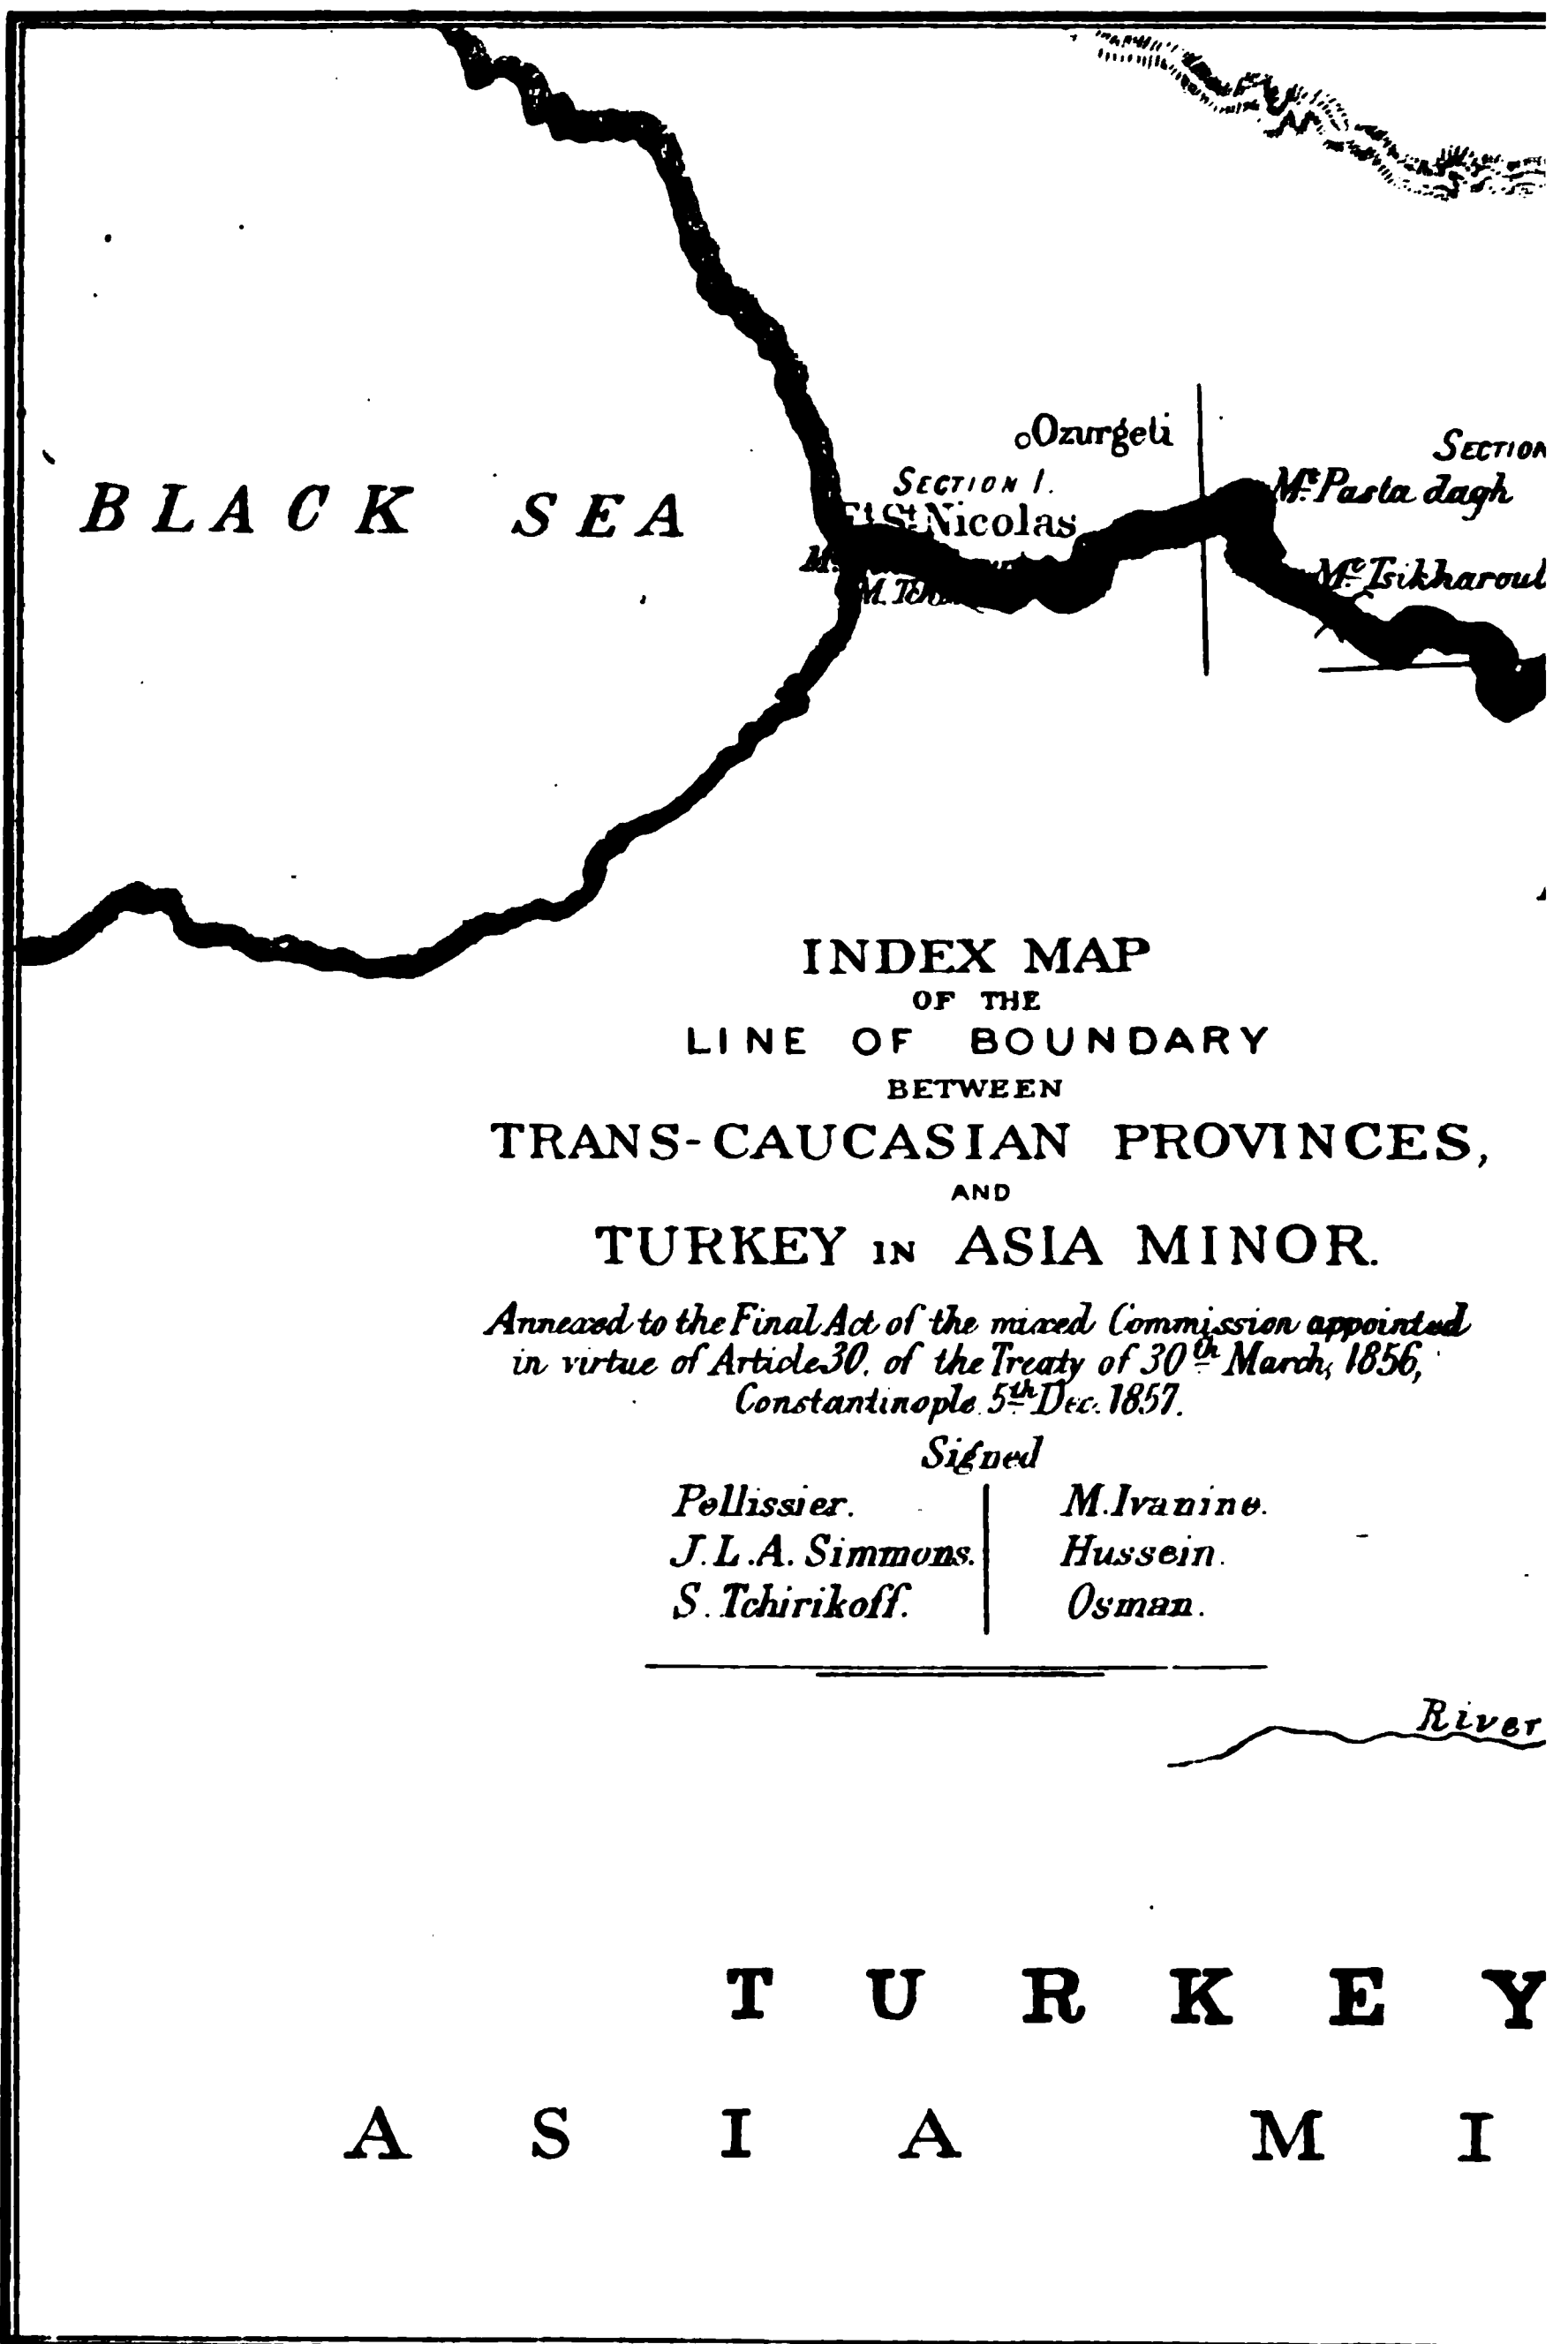 Ozurgeti
SECTION I.
SECTION
Mt Pasta dagh
Ft St Nicolas
BLACK SEA
Mt
M.
INDEX MAP
OF THE
LINE OF BOUNDARY
BETWEEN
TRANS-CAUCASIAN PROVINCES,
AND
TURKEY IN ASIA MINOR.
Annexed to the Final Act of the mixed Commission appointed
in virtue of Article 30. of the Treaty of 30th March, 1856,
Constantinople. 5th Dec. 1857.
Signed
Pellissier.
J.L.A. Simmons.
S. Tchirikoff.
M. Ivanine.
Hussein.
Osman.
River
TURKEY
ASIA MI